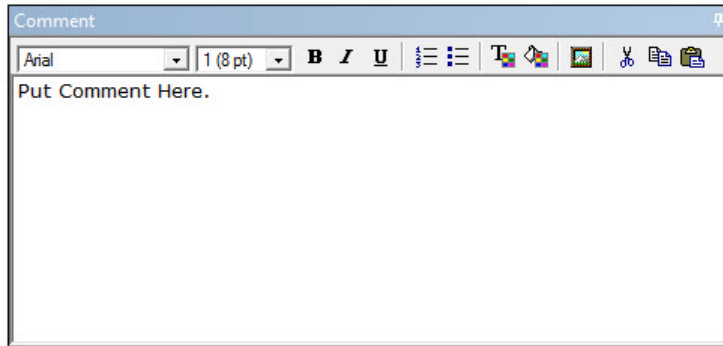 Comment
Arial 1 (8 pt) B I U
Put Comment Here.